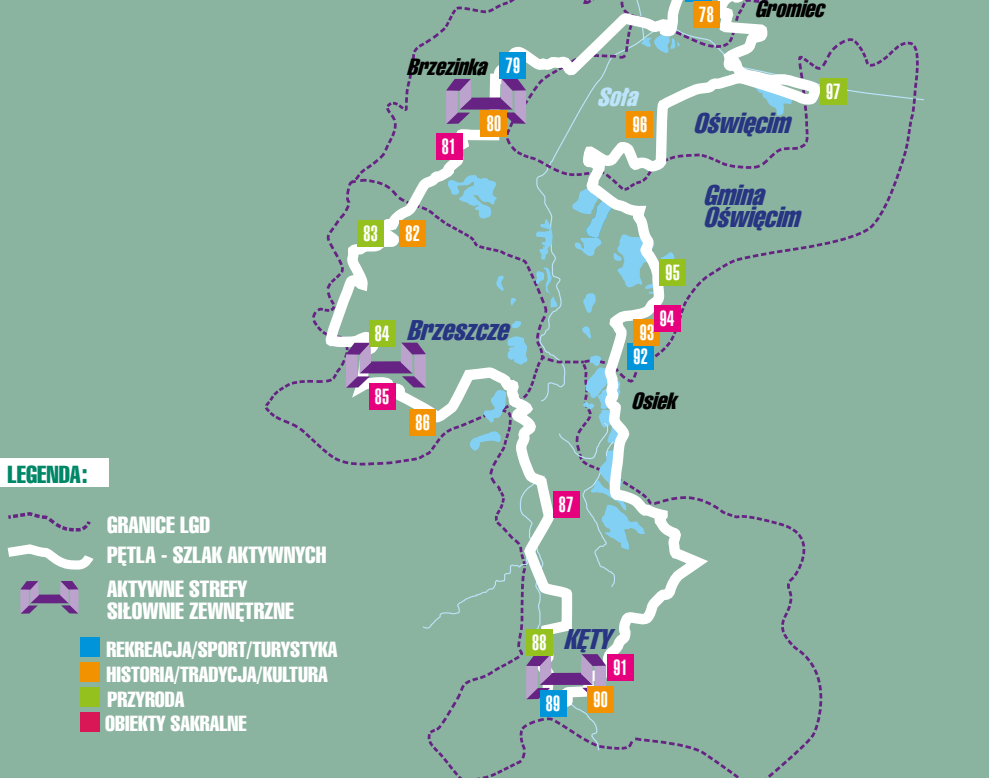 78
Gromiec
Brzezinka
79
97
Soła
80
96
Oświęcim
81
Gmina
Oświęcim
83
82
95
94
84
Brzeszcze
93
92
85
Osiek
86
LEGENDA:
87
GRANICE LGD
PĘTLA - SZLAK AKTYWNYCH
AKTYWNE STREFY
SIŁOWNIE ZEWNĘTRZNE
88
KĘTY
REKREACJA/SPORT/TURYSTYKA
91
HISTORIA/TRADYCJA/KULTURA
PRZYRODA
89
90
OBIEKTY SAKRALNE